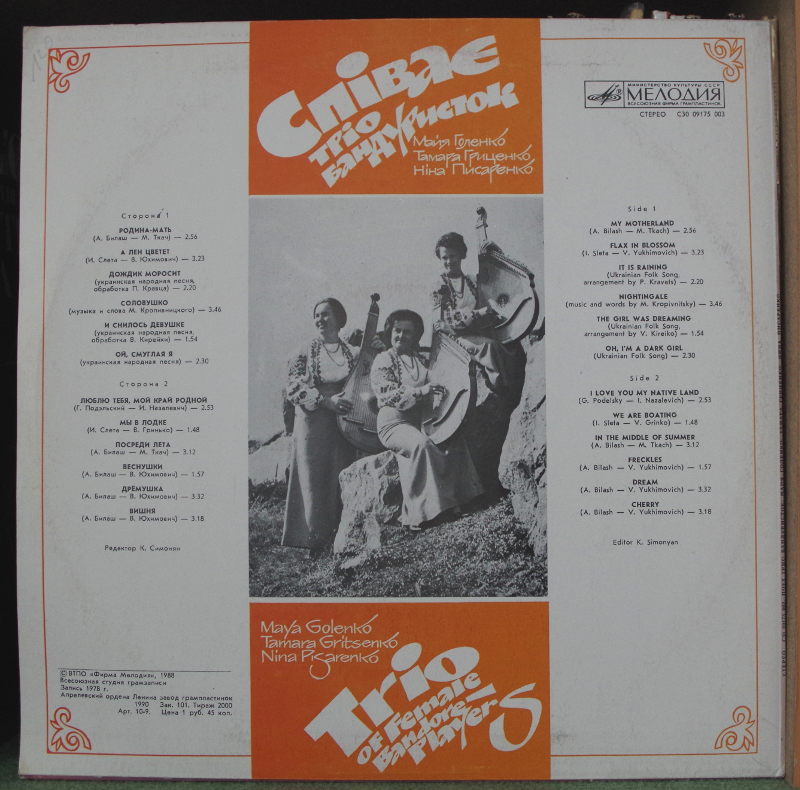 Співає
тріо
бандуристок
Майя Голенко
Тамара Гриценко
Ніна Писаренко
МИНИСТЕРСТВО КУЛЬТУРЫ СССР
МЕЛОДИЯ
ВСЕСОЮЗНАЯ ФИРМА ГРАМПЛАСТИНОК
СТЕРЕО С30 09175 003
Сторона 1
РОДИНА-МАТЬ
(А. Билаш — М. Ткач) — 2.56
А ЛЕН ЦВЕТЕТ
(И. Слета — В. Юхимович) — 3.23
ДОЖДИК МОРОСИТ
(украинская народная песня,
обработка П. Кравца) — 2.20
СОЛОВУШКО
(музыка и слова М. Кропивницкого) — 3.46
И СНИЛОСЬ ДЕВУШКЕ
(украинская народная песня,
обработка В. Кирейки) — 1.54
ОЙ, СМУГЛАЯ Я
(украинская народная песня) — 2.30
Сторона 2
ЛЮБЛЮ ТЕБЯ, МОЙ КРАЙ РОДНОЙ
(Г. Подэльский — И. Назалевич) — 2.53
МЫ В ЛОДКЕ
(И. Слета — В. Гринько) — 1.48
ПОСРЕДИ ЛЕТА
(А. Билаш — М. Ткач) — 3.12
ВЕСНУШКИ
(А. Билаш — В. Юхимович) — 1.57
ДРЁМУШКА
(А. Билаш — В. Юхимович) — 3.32
ВИШНЯ
(А. Билаш — В. Юхимович) — 3.18
Редактор К. Симонян
Side 1
MY MOTHERLAND
(A. Bilash — M. Tkach) — 2.56
FLAX IN BLOSSOM
(I. Sleta — V. Yukhimovich) — 3.23
IT IS RAINING
(Ukrainian Folk Song,
arrangement by P. Kravets) — 2.20
NIGHTINGALE
(music and words by M. Kropivnitsky) — 3.46
THE GIRL WAS DREAMING
(Ukrainian Folk Song,
arrangement by V. Kireiko) — 1.54
OH, I'M A DARK GIRL
(Ukrainian Folk Song) — 2.30
Side 2
I LOVE YOU MY NATIVE LAND
(G. Podelsky — I. Nazalevich) — 2.53
WE ARE BOATING
(I. Sleta — V. Grinko) — 1.48
IN THE MIDDLE OF SUMMER
(A. Bilash — M. Tkach) — 3.12
FRECKLES
(A. Bilash — V. Yukhimovich) — 1.57
DREAM
(A. Bilash — V. Yukhimovich) — 3.32
CHERRY
(A. Bilash — V. Yukhimovich) — 3.18
Editor K. Simonyan
Maya Golenko
Tamara Gritsenko
Nina Pisarenko
Trio
of Female
Bandore
Players
© ВТПО «Фирма Мелодия», 1988
Всесоюзная студия грамзаписи
Запись 1978 г.
Апрелевский ордена Ленина завод грампластинок
1990 Зак. 101. Тираж 2000
Арт. 10-9. Цена 1 руб. 45 коп.